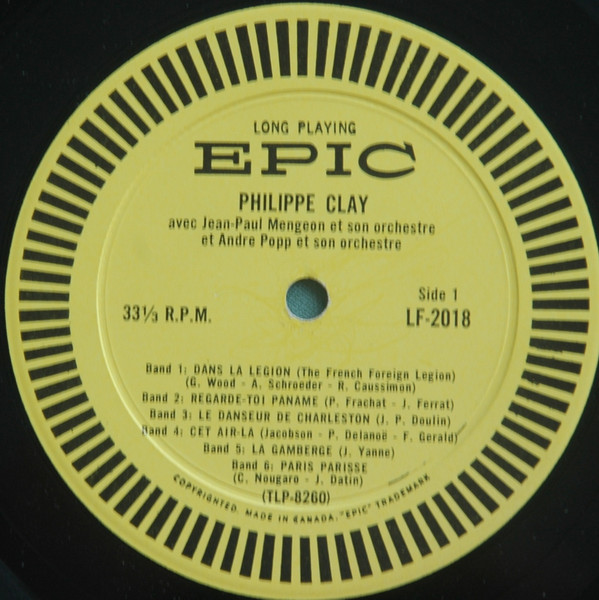 LONG PLAYING
EPIC
PHILIPPE CLAY
avec Jean-Paul Mengeon et son orchestre
et Andre Popp et son orchestre
33⅓ R.P.M.
Side 1
LF-2018
Band 1: DANS LA LEGION (The French Foreign Legion)
(G. Wood - A. Schroeder - R. Caussimon)
Band 2: REGARDE-TOI PANAME (P. Frachat - J. Ferrat)
Band 3: LE DANSEUR DE CHARLESTON (J. P. Doulin)
Band 4: CET AIR-LA (Jacobson - P. Delanoë - F. Gerald)
Band 5: LA GAMBERGE (J. Yanne)
Band 6: PARIS PARISSE
(C. Nougaro - J. Datin)
(TLP-8260)
COPYRIGHTED. MADE IN CANADA. "EPIC" TRADEMARK